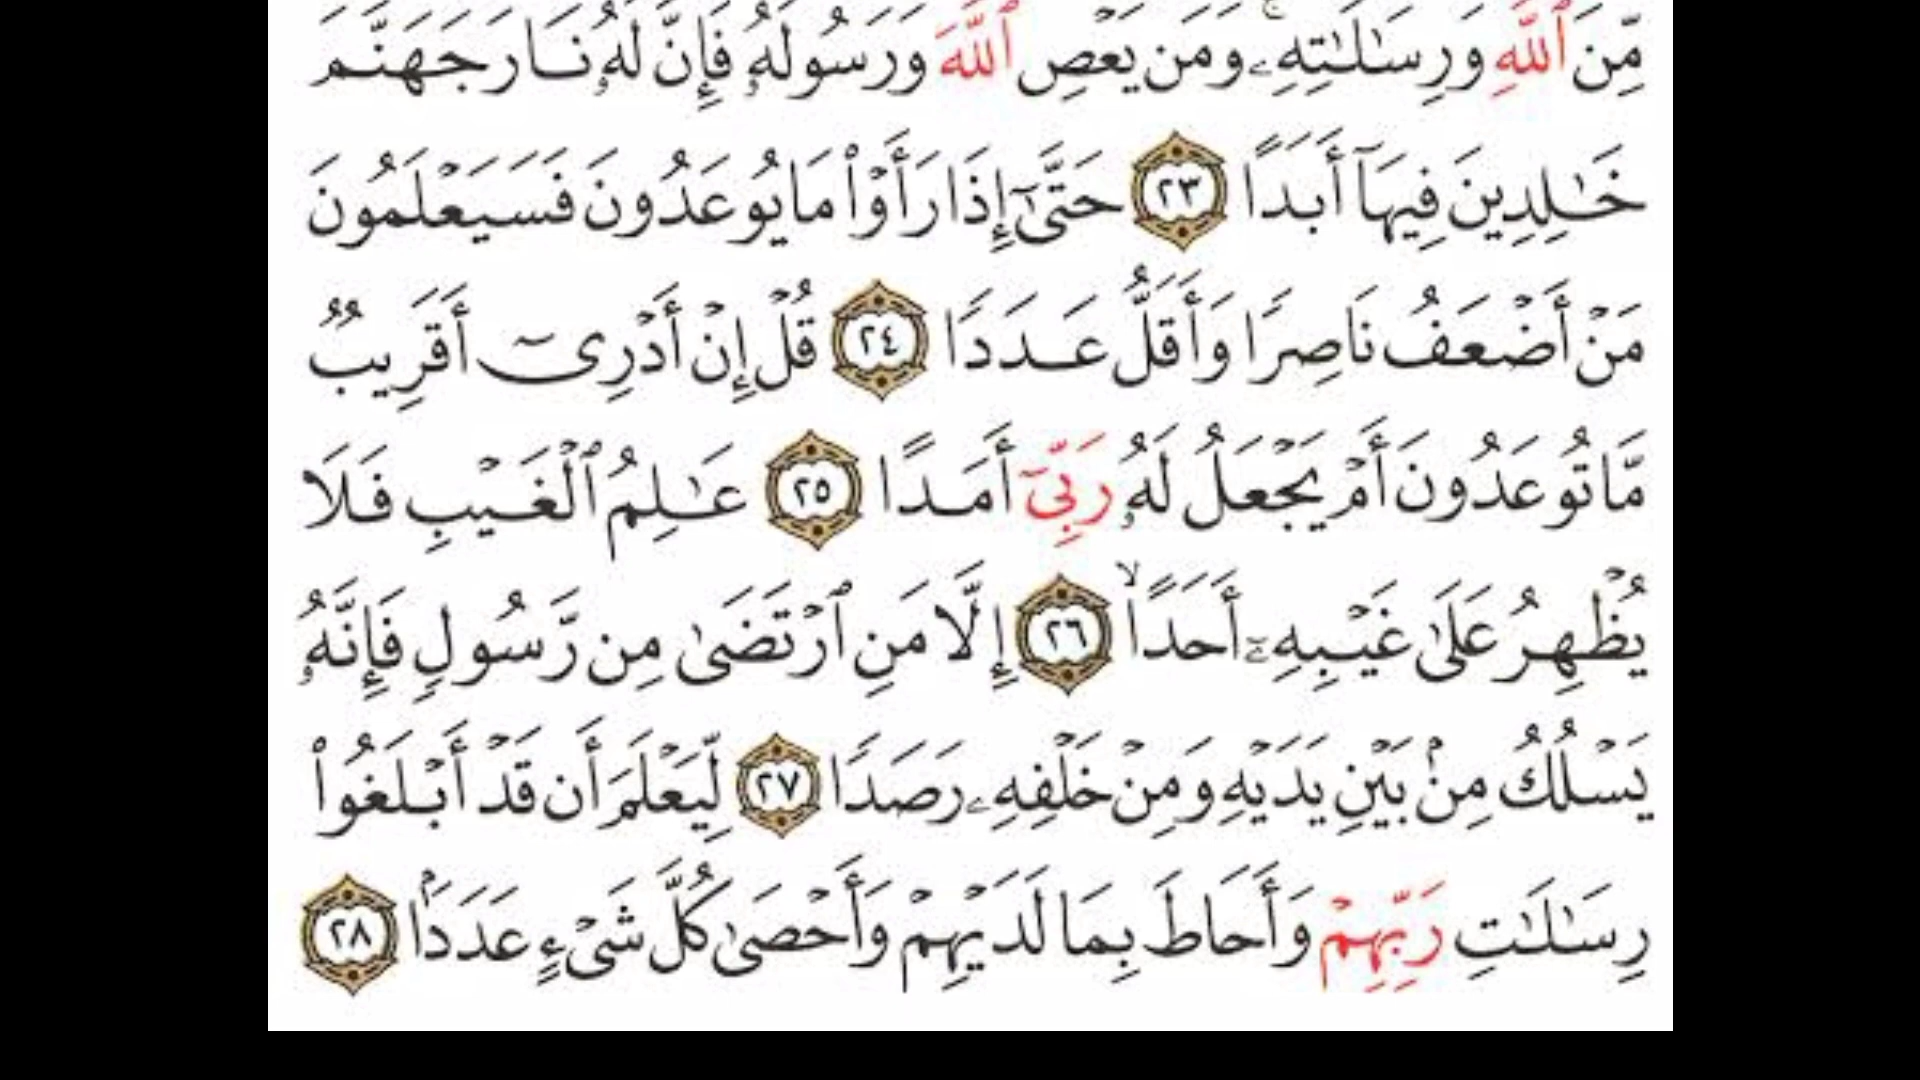 مِّنَ ٱللَّهِ وَرِسَـٰلَـٰتِهِۦۚ وَمَن يَعۡصِ ٱللَّهَ وَرَسُولَهُۥ فَإِنَّ لَهُۥ نَارَ جَهَنَّمَ
خَـٰلِدِينَ فِيهَآ أَبَدًا ٢٣ حَتَّىٰٓ إِذَا رَأَوۡاْ مَا يُوعَدُونَ فَسَيَعۡلَمُونَ
مَنۡ أَضۡعَفُ نَاصِرًا وَأَقَلُّ عَدَدًا ٢٤ قُلۡ إِنۡ أَدۡرِىٓ أَقَرِيبٌ
مَّا تُوعَدُونَ أَمۡ يَجۡعَلُ لَهُۥ رَبِّىٓ أَمَدًا ٢٥ عَـٰلِمُ ٱلۡغَيۡبِ فَلَا
يُظۡهِرُ عَلَىٰ غَيۡبِهِۦٓ أَحَدًاۙ ٢٦ إِلَّا مَنِ ٱرۡتَضَىٰ مِن رَّسُولٍ فَإِنَّهُۥ
يَسۡلُكُ مِنۢ بَيۡنِ يَدَيۡهِ وَمِنۡ خَلۡفِهِۦ رَصَدًا ٢٧ لِّيَعۡلَمَ أَن قَدۡ أَبۡلَغُواْ
رِسَـٰلَـٰتِ رَبِّهِمۡ وَأَحَاطَ بِمَا لَدَيۡهِمۡ وَأَحۡصَىٰ كُلَّ شَىۡءٍ عَدَدَۢا ٢٨